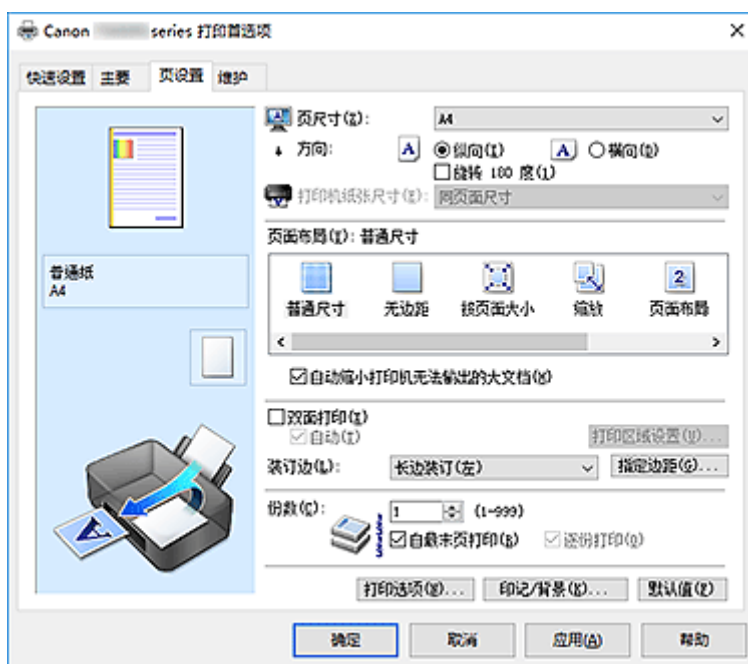 Canon series 打印首选项
快速设置 主要 页设置 维护
页尺寸(Z): A4
方向: A 纵向(T) A 横向(D)
旋转 180 度(1)
打印机纸张尺寸(E): 同页面尺寸
页面布局(Y): 普通尺寸
2
普通尺寸 无边距 按页面大小 缩放 页面布局
自动缩小打印机无法输出的大文档(W)
双面打印(X)
自动(T) 打印区域设置(U)...
装订边(L): 长边装订(左) 指定边距(G)...
份数(C): 1 (1-999)
自最末页打印(R) 逐份打印(O)
打印选项(N)... 印记/背景(K)... 默认值(F)
普通纸
A4
A
确定 取消 应用(A) 帮助